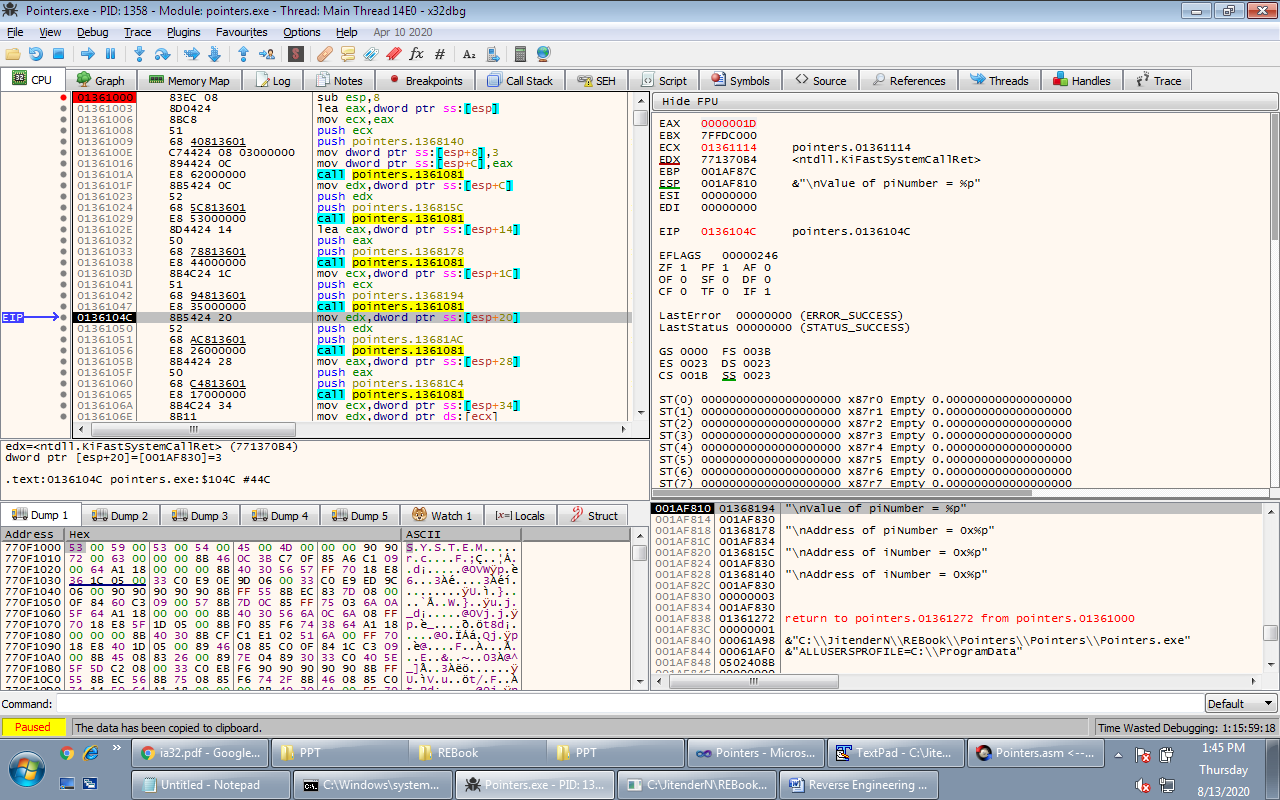 Pointers.exe - PID: 1358 - Module: pointers.exe - Thread: Main Thread 14E0 - x32dbg
File View Debug Trace Plugins Favourites Options Help Apr 10 2020
CPU Graph Memory Map Log Notes Breakpoints Call Stack SEH Script Symbols Source References Threads Handles Trace
01361000 83EC 08 sub esp,8
01361003 8D0424 lea eax,dword ptr ss:[esp]
01361006 8BC8 mov ecx,eax
01361008 51 push ecx
01361009 68 40813601 push pointers.1368140
0136100E C74424 08 03000000 mov dword ptr ss:[esp+8],3
01361016 894424 0C mov dword ptr ss:[esp+C],eax
0136101A E8 62000000 call pointers.1361081
0136101F 8B5424 0C mov edx,dword ptr ss:[esp+C]
01361023 52 push edx
01361024 68 5C813601 push pointers.136815C
01361029 E8 53000000 call pointers.1361081
0136102E 8D4424 14 lea eax,dword ptr ss:[esp+14]
01361032 50 push eax
01361033 68 78813601 push pointers.1368178
01361038 E8 44000000 call pointers.1361081
0136103D 8B4C24 1C mov ecx,dword ptr ss:[esp+1C]
01361041 51 push ecx
01361042 68 94813601 push pointers.1368194
01361047 E8 35000000 call pointers.1361081
EIP 0136104C 8B5424 20 mov edx,dword ptr ss:[esp+20]
01361050 52 push edx
01361051 68 AC813601 push pointers.13681AC
01361056 E8 26000000 call pointers.1361081
0136105B 8B4424 28 mov eax,dword ptr ss:[esp+28]
0136105F 50 push eax
01361060 68 C4813601 push pointers.13681C4
01361065 E8 17000000 call pointers.1361081
0136106A 8B4C24 34 mov ecx,dword ptr ss:[esp+34]
0136106E 8B11 mov edx,dword ptr ds:[ecx]
Hide FPU
EAX 0000001D
EBX 7FFDC000
ECX 01361114 pointers.01361114
EDX 771370B4 <ntdll.KiFastSystemCallRet>
EBP 001AF87C
ESP 001AF810 &"\nValue of piNumber = %p"
ESI 00000000
EDI 00000000
EIP 0136104C pointers.0136104C
EFLAGS 00000246
ZF 1 PF 1 AF 0
OF 0 SF 0 DF 0
CF 0 TF 0 IF 1
LastError 00000000 (ERROR_SUCCESS)
LastStatus 00000000 (STATUS_SUCCESS)
GS 0000 FS 003B
ES 0023 DS 0023
CS 001B SS 0023
ST(0) 00000000000000000000 x87r0 Empty 0.000000000000000000
ST(1) 00000000000000000000 x87r1 Empty 0.000000000000000000
ST(2) 00000000000000000000 x87r2 Empty 0.000000000000000000
ST(3) 00000000000000000000 x87r3 Empty 0.000000000000000000
ST(4) 00000000000000000000 x87r4 Empty 0.000000000000000000
ST(5) 00000000000000000000 x87r5 Empty 0.000000000000000000
ST(6) 00000000000000000000 x87r6 Empty 0.000000000000000000
ST(7) 00000000000000000000 x87r7 Empty 0.000000000000000000
edx=<ntdll.KiFastSystemCallRet> (771370B4)
dword ptr [esp+20]=[001AF830]=3
.text:0136104C pointers.exe:$104C #44C
Dump 1 Dump 2 Dump 3 Dump 4 Dump 5 Watch 1 Locals Struct
Address Hex ASCII
770F1000 53 00 59 00 53 00 54 00 45 00 4D 00 00 00 90 90 S.Y.S.T.E.M.....
770F1010 72 00 63 00 00 00 8B 46 0C 3B C7 0F 85 A6 C1 09
770F1020 00 64 A1 18 00 00 00 8B 40 30 56 57 FF 70 18 E8
770F1030 36 1C 05 00 33 C0 E9 0E 9D 06 00 33 C0 E9 ED 9C
770F1040 06 00 90 90 90 90 90 8B FF 55 8B EC 83 7D 08 00
770F1050 0F 84 60 C3 09 00 57 8B 7D 0C 85 FF 75 03 6A 0A
770F1060 5F 64 A1 18 00 00 00 8B 40 30 56 6A 0C 6A 08 FF
770F1070 70 18 E8 5F 1D 05 00 8B F0 85 F6 74 38 64 A1 18
770F1080 00 00 00 8B 40 30 8B CF C1 E1 02 51 6A 00 FF 70
770F1090 18 E8 40 1D 05 00 89 46 08 85 C0 0F 84 1C C3 09
770F10A0 00 8B 45 08 83 26 00 89 7E 04 89 30 33 C0 40 5E
770F10B0 5F 5D C2 08 00 33 C0 EB F6 90 90 90 90 90 8B FF
770F10C0 55 8B EC 56 8B 75 08 85 F6 74 2F 8B 46 08 85 C0
001AF810 01368194 "\nValue of piNumber = %p"
001AF814 001AF830
001AF818 01368178 "\nAddress of piNumber = 0x%p"
001AF81C 001AF834
001AF820 0136815C "\nAddress of iNumber = 0x%p"
001AF824 001AF830
001AF828 01368140 "\nAddress of iNumber = 0x%p"
001AF82C 001AF830
001AF830 00000003
001AF834 001AF830
001AF838 01361272 return to pointers.01361272 from pointers.01361000
001AF83C 00000001
001AF840 00061A98 &"C:\\JitenderN\\REBook\\Pointers\\Pointers\\Pointers.exe"
001AF844 00061AF0 &"ALLUSERSPROFILE=C:\\ProgramData"
001AF848 0502408B
Command: Default
Paused The data has been copied to clipboard. Time Wasted Debugging: 1:15:59:18
ia32.pdf - Google... PPT REBook PPT Pointers - Micros... TextPad - C:\Jite... Pointers.asm <--... 1:45 PM
Thursday
Untitled - Notepad C:\Windows\system... Pointers.exe - PID: 13... C:\JitenderN\REBook... Reverse Engineering ... 8/13/2020